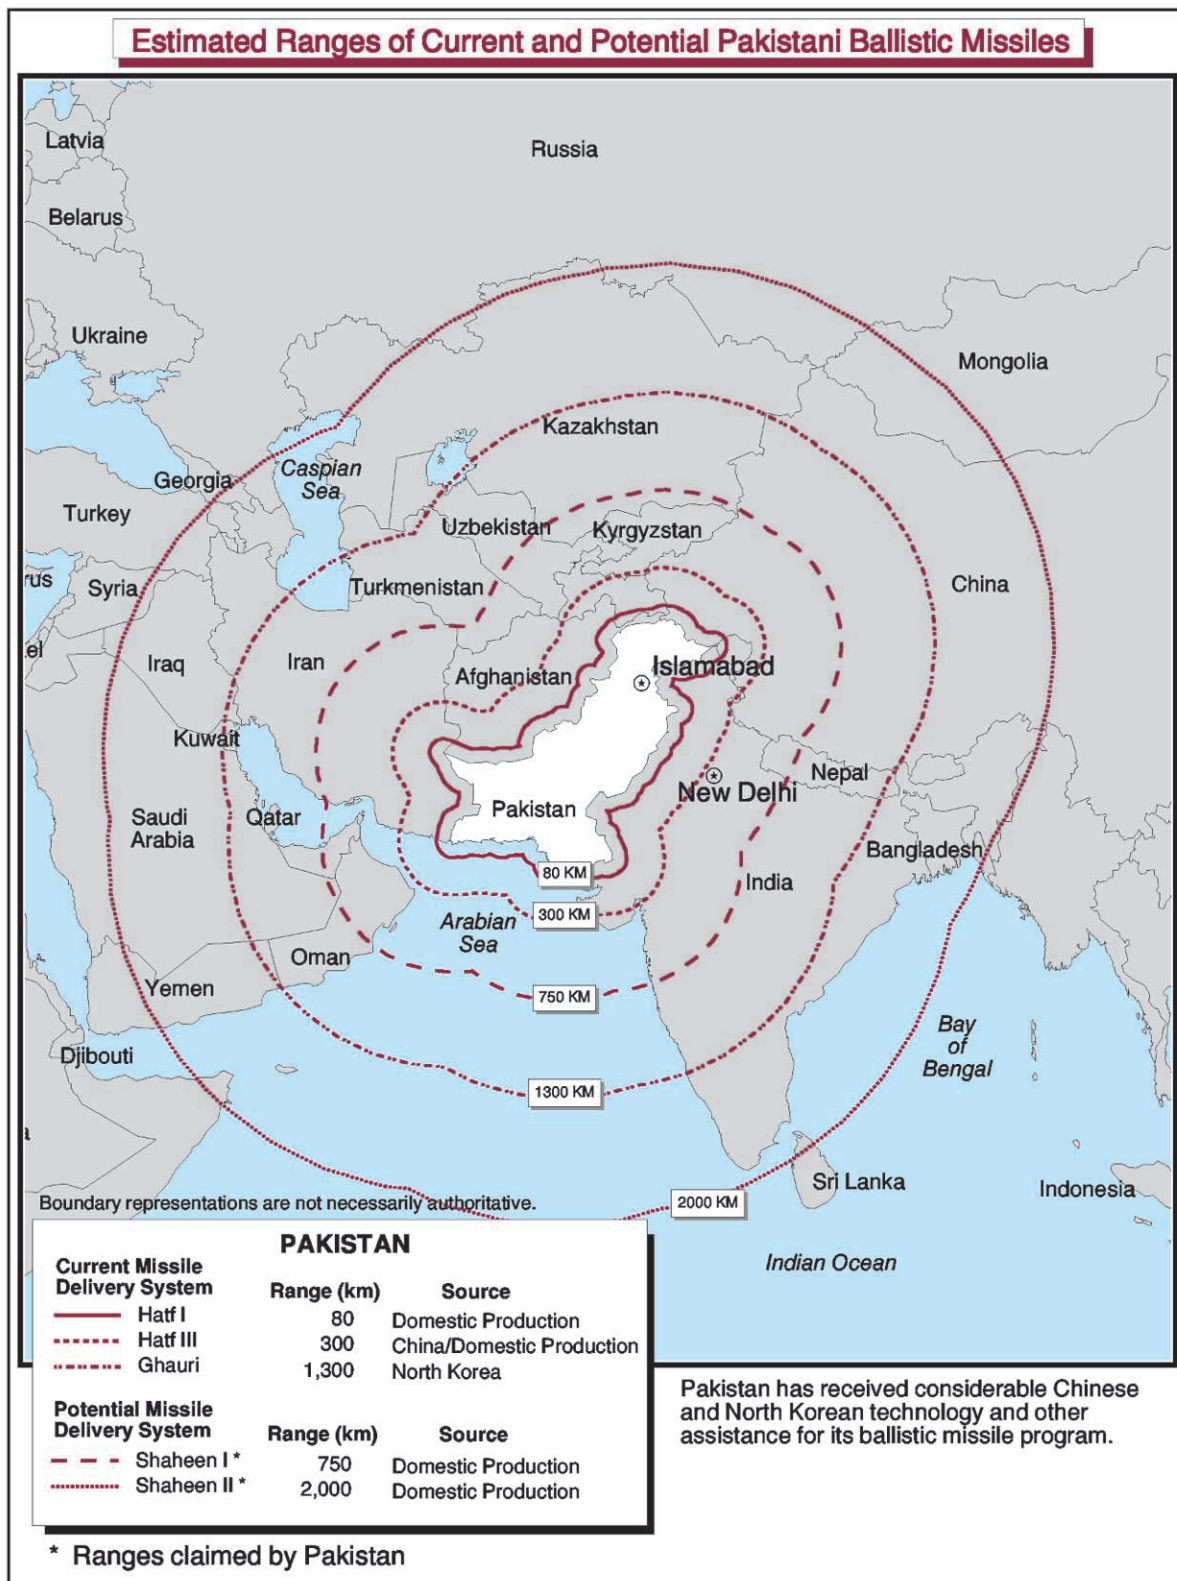 Estimated Ranges of Current and Potential Pakistani Ballistic Missiles
Latvia
Russia
Belarus
Ukraine
Mongolia
Kazakhstan
Caspian
Sea
Georgia
Turkey
Uzbekistan
Kyrgyzstan
rus
Syria
Turkmenistan
China
el
Iraq
Iran
Afghanistan
Islamabad
Kuwait
Nepal
New Delhi
Pakistan
Saudi
Arabia
Qatar
Bangladesh
80 KM
India
300 KM
Arabian
Sea
Oman
Yemen
750 KM
Bay
of
Bengal
Djibouti
1300 KM
a
Sri Lanka
Indonesia
2000 KM
Boundary representations are not necessarily authoritative.
Indian Ocean
PAKISTAN
Current Missile
Delivery System Range (km) Source
Hatf I 80 Domestic Production
Hatf III 300 China/Domestic Production
Ghauri 1,300 North Korea
Potential Missile
Delivery System Range (km) Source
Shaheen I * 750 Domestic Production
Shaheen II * 2,000 Domestic Production
Pakistan has received considerable Chinese
and North Korean technology and other
assistance for its ballistic missile program.
* Ranges claimed by Pakistan